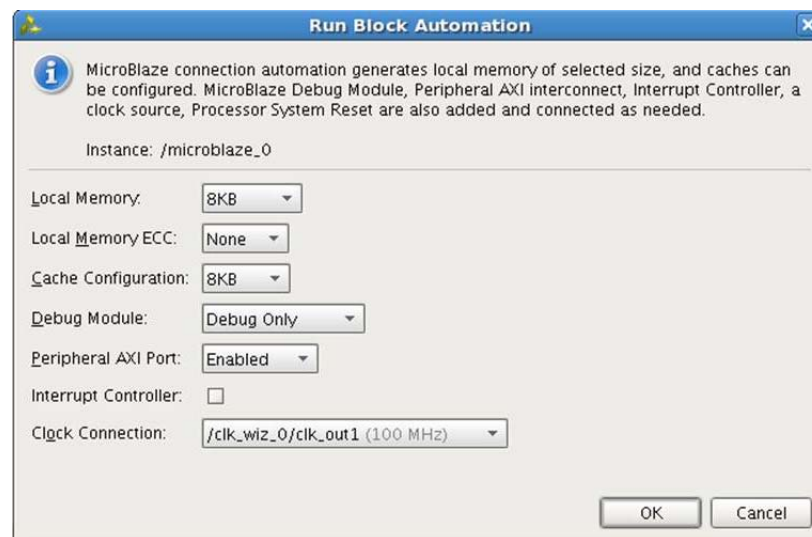 Run Block Automation
MicroBlaze connection automation generates local memory of selected size, and caches can
be configured. MicroBlaze Debug Module, Peripheral AXI interconnect, Interrupt Controller, a
clock source, Processor System Reset are also added and connected as needed.
Instance: /microblaze_0
Local Memory: 8KB
Local Memory ECC: None
Cache Configuration: 8KB
Debug Module: Debug Only
Peripheral AXI Port: Enabled
Interrupt Controller:
Clock Connection: /clk_wiz_0/clk_out1 (100 MHz)
OK Cancel